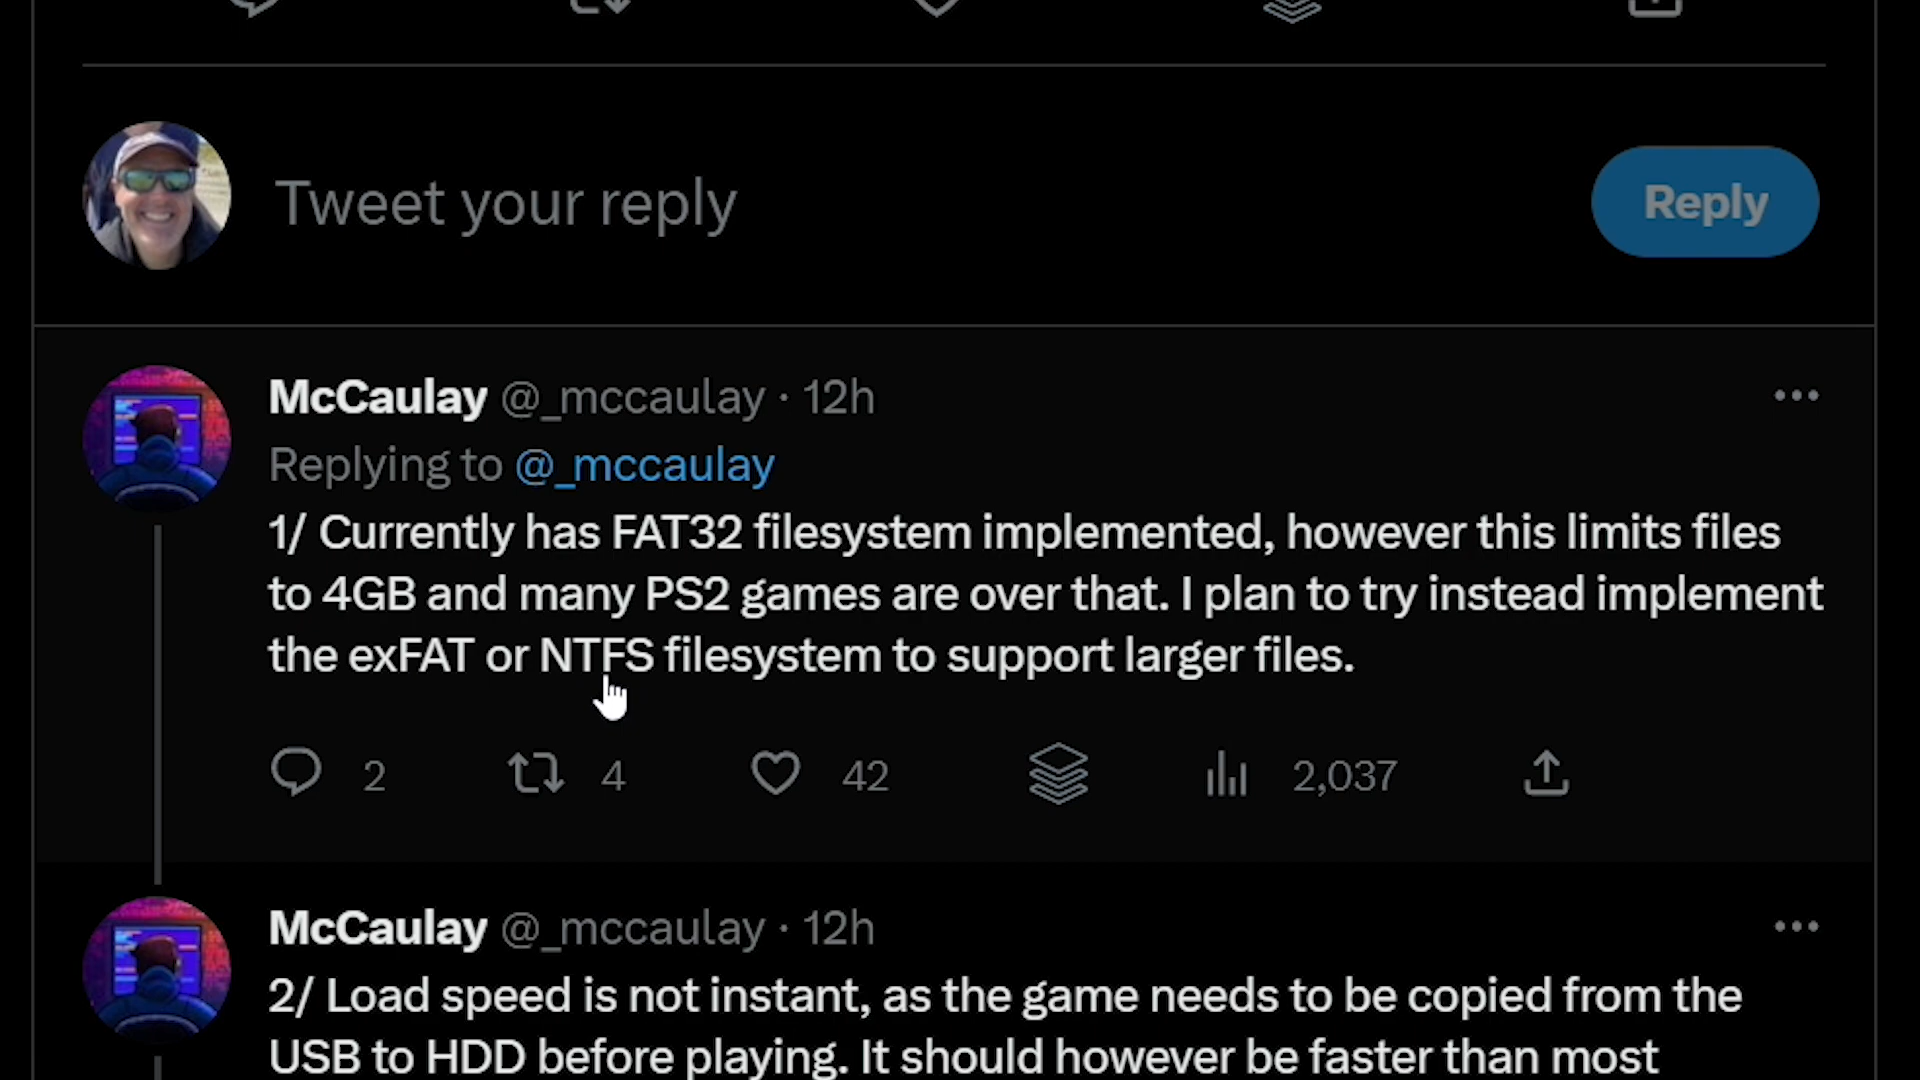 Tweet your reply
Reply
McCaulay @_mccaulay · 12h
Replying to @_mccaulay
1/ Currently has FAT32 filesystem implemented, however this limits files
to 4GB and many PS2 games are over that. I plan to try instead implement
the exFAT or NTFS filesystem to support larger files.
2 4 42 2,037
McCaulay @_mccaulay · 12h
2/ Load speed is not instant, as the game needs to be copied from the
USB to HDD before playing. It should however be faster than most